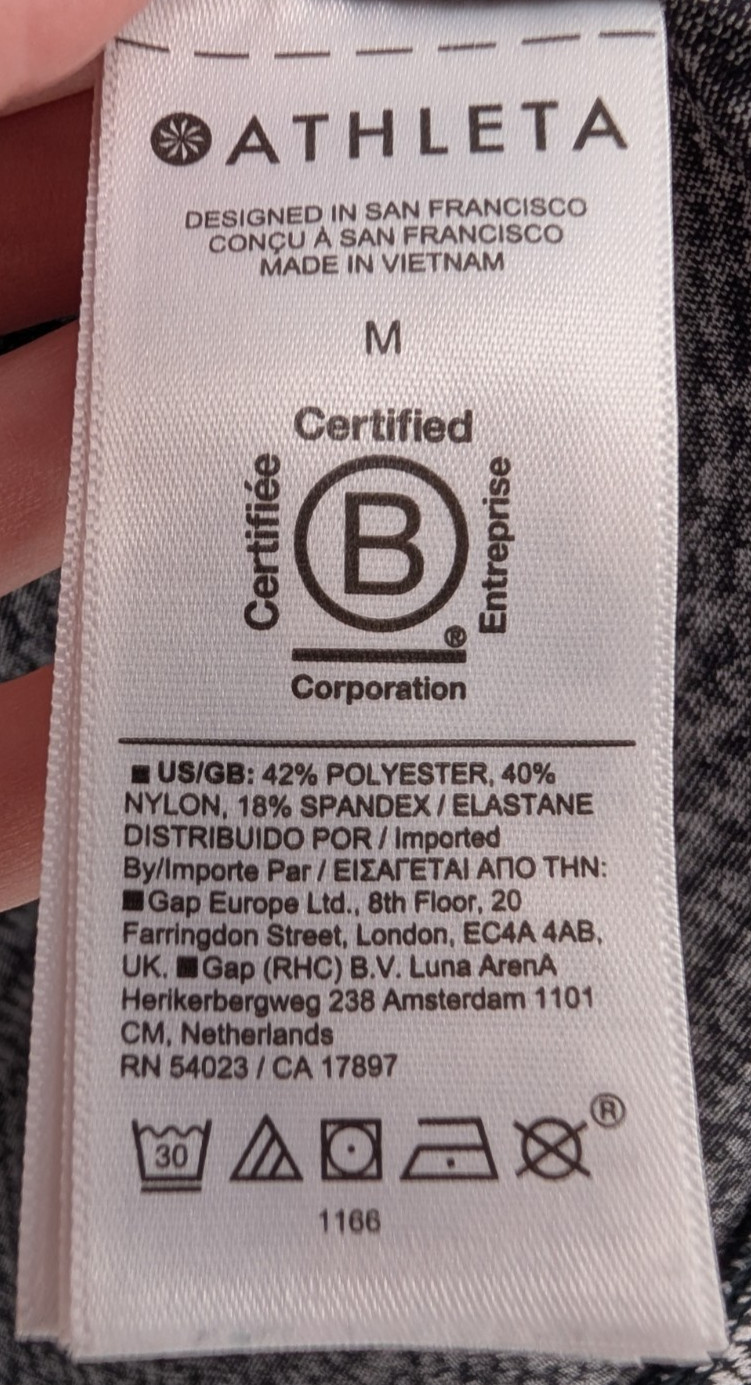 ATHLETA
DESIGNED IN SAN FRANCISCO
CONÇU À SAN FRANCISCO
MADE IN VIETNAM
M
Certified
Certifiée
B
Entreprise
®
Corporation
US/GB: 42% POLYESTER, 40%
NYLON, 18% SPANDEX / ELASTANE
DISTRIBUIDO POR / Imported
By/Importe Par / ΕΙΣΑΓΕΤΑΙ ΑΠΟ ΤΗΝ:
Gap Europe Ltd., 8th Floor, 20
Farringdon Street, London, EC4A 4AB,
UK. Gap (RHC) B.V. Luna ArenA
Herikerbergweg 238 Amsterdam 1101
CM, Netherlands
RN 54023 / CA 17897
30
®
1166